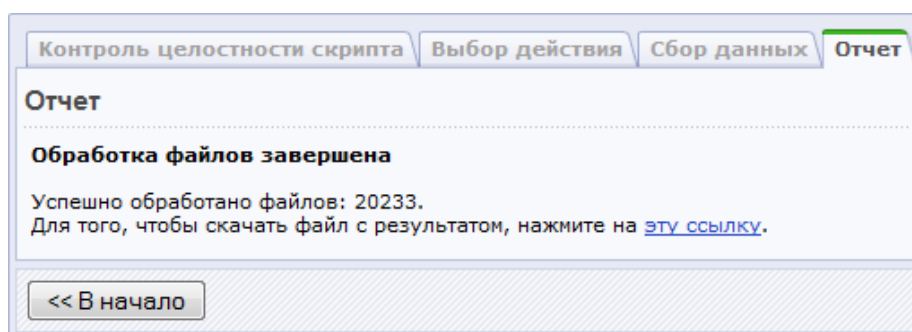 Контроль целостности скрипта Выбор действия Сбор данных Отчет
Отчет
Обработка файлов завершена
Успешно обработано файлов: 20233.
Для того, чтобы скачать файл с результатом, нажмите на эту ссылку.
<< В начало